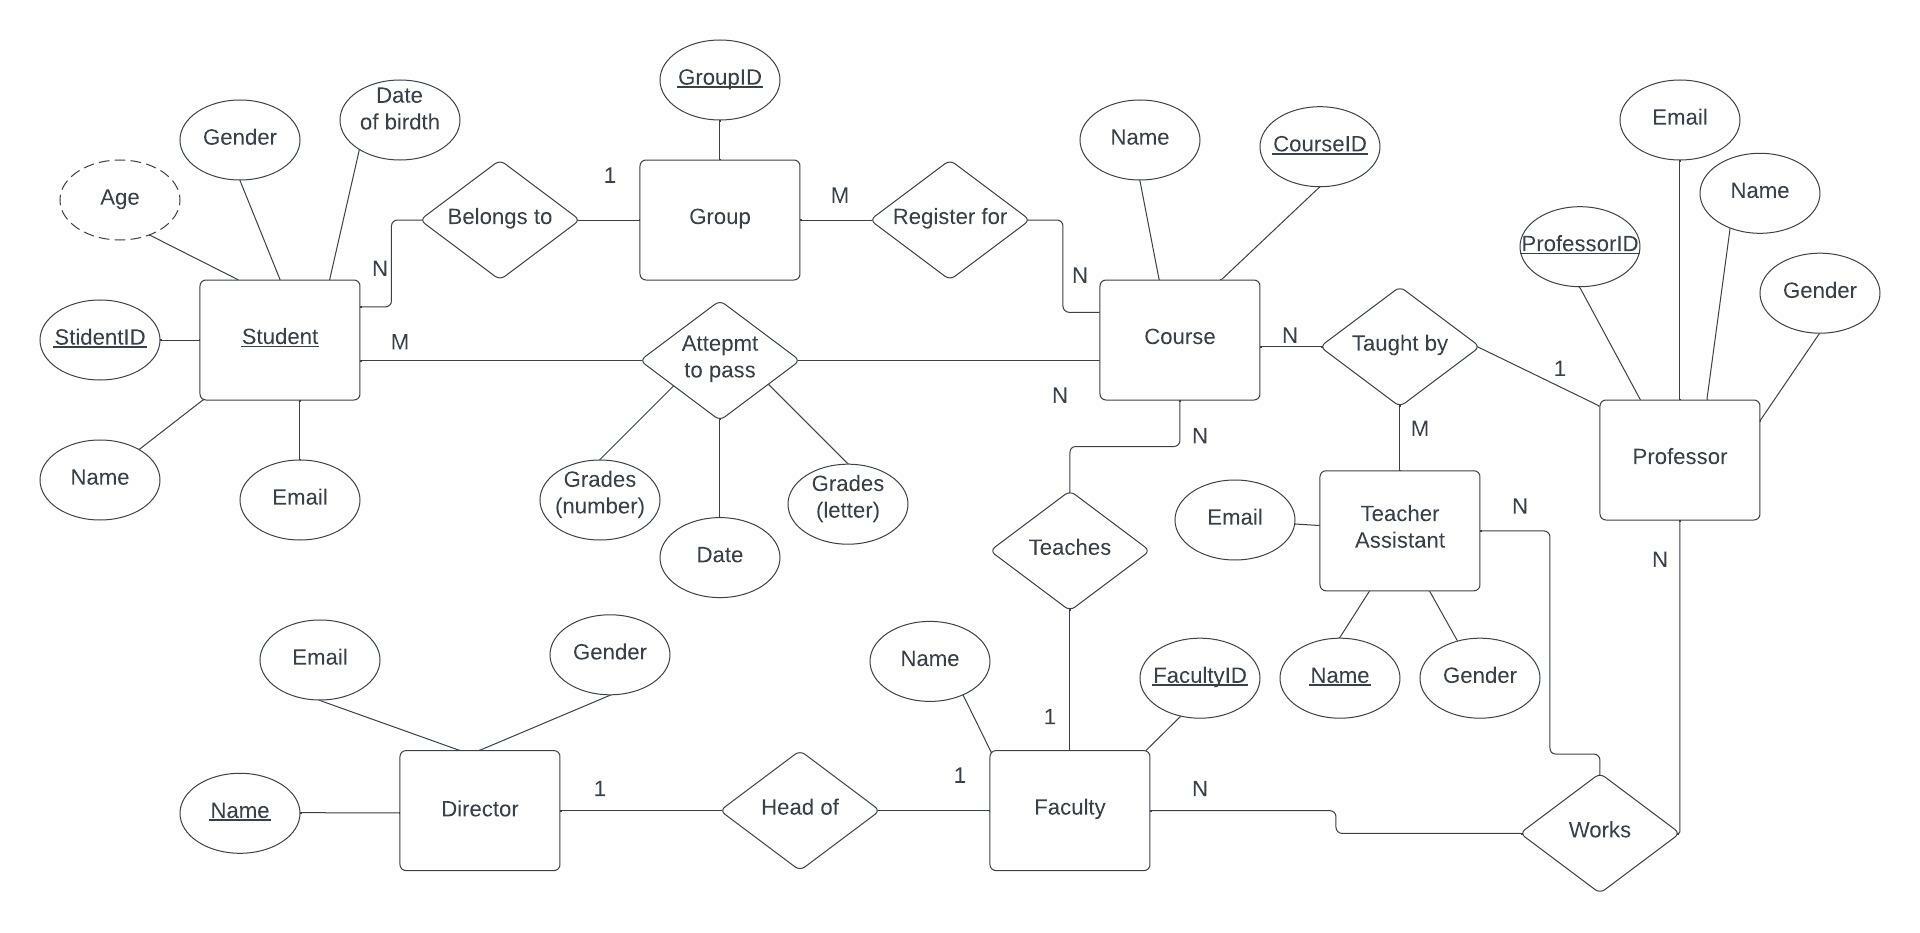 GroupID
Date
of birdth
Gender
Age
Name
CourseID
Email
Name
ProfessorID
Gender
1
M
Belongs to
Group
Register for
N
N
StidentID
Student
M
Attepmt
to pass
N
Course
N
Taught by
1
Professor
M
N
Name
Email
Grades
(number)
Date
Grades
(letter)
Teaches
Email
Teacher
Assistant
N
N
Email
Gender
Name
FacultyID
Name
Gender
1
Name
Director
1
Head of
1
Faculty
N
Works